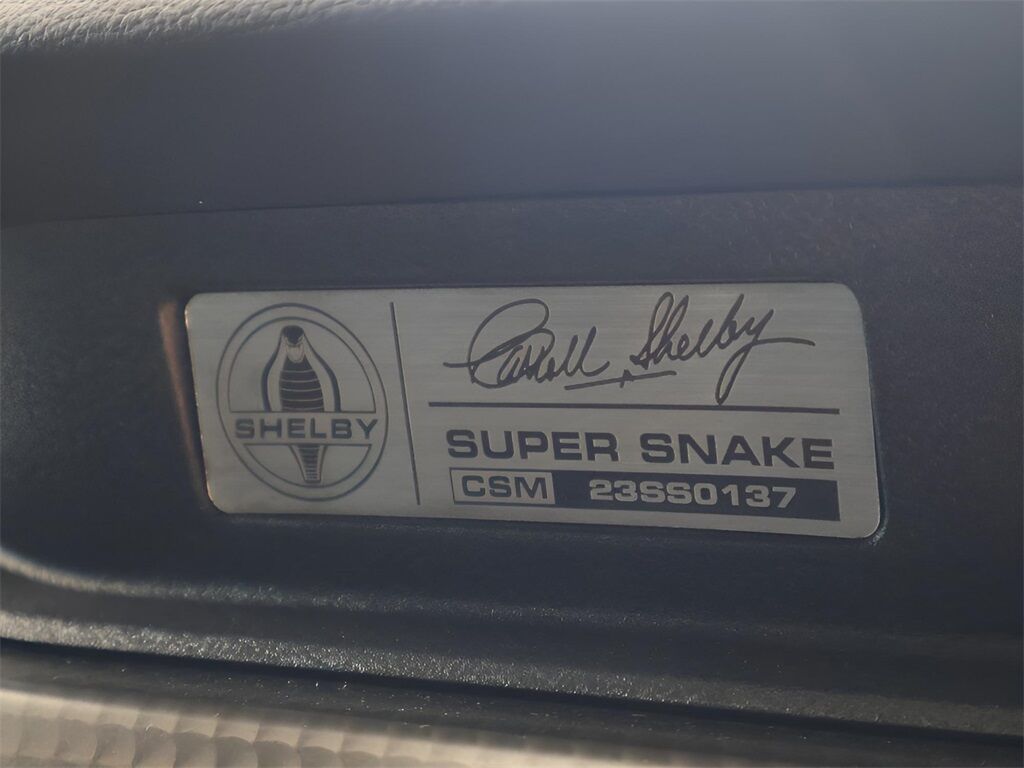 SHELBY
Carroll Shelby
SUPER SNAKE
CSM 23SS0137